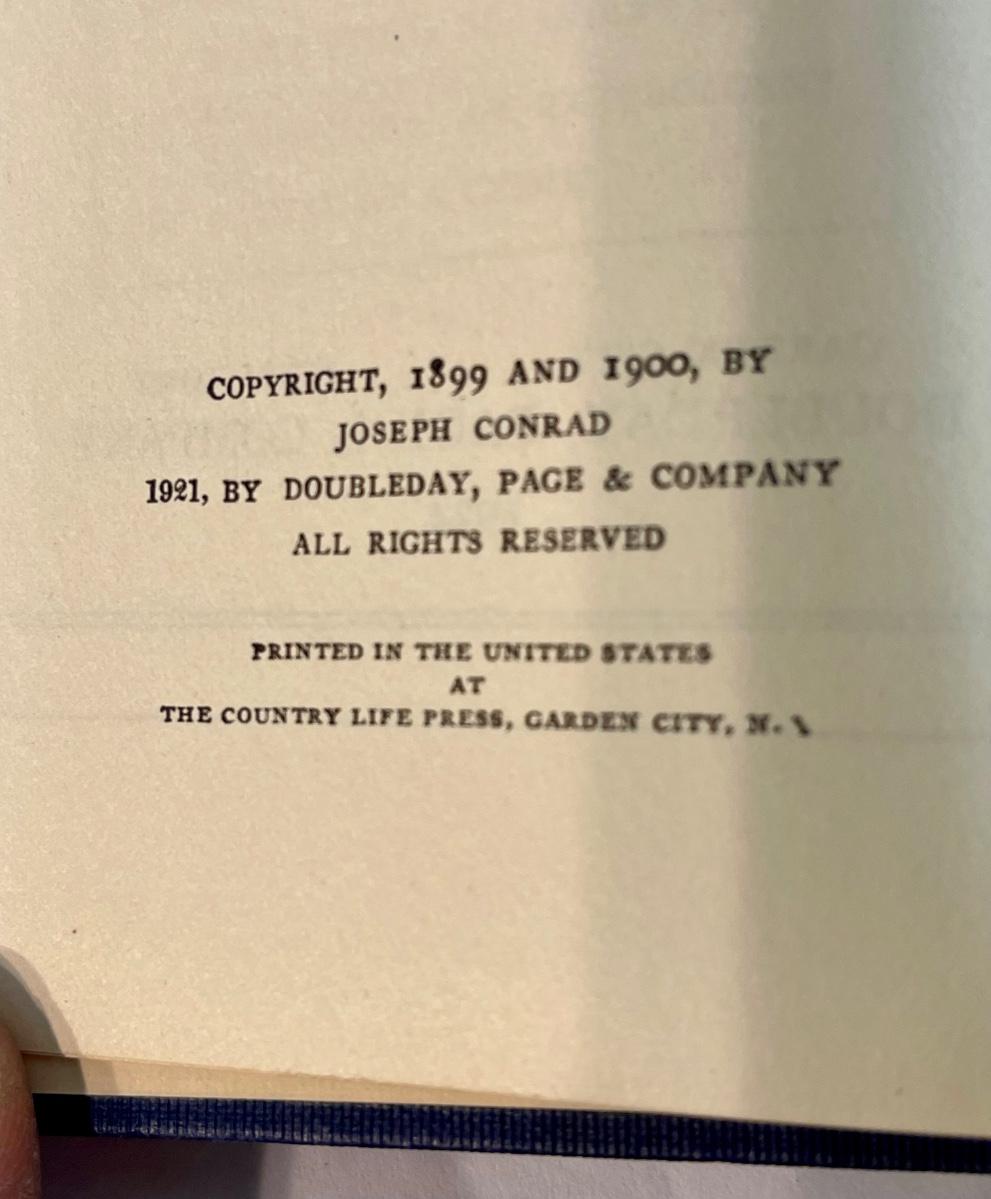 COPYRIGHT, 1899 AND 1900, BY
JOSEPH CONRAD
1921, BY DOUBLEDAY, PAGE & COMPANY
ALL RIGHTS RESERVED
PRINTED IN THE UNITED STATES
AT
THE COUNTRY LIFE PRESS, GARDEN CITY, N.